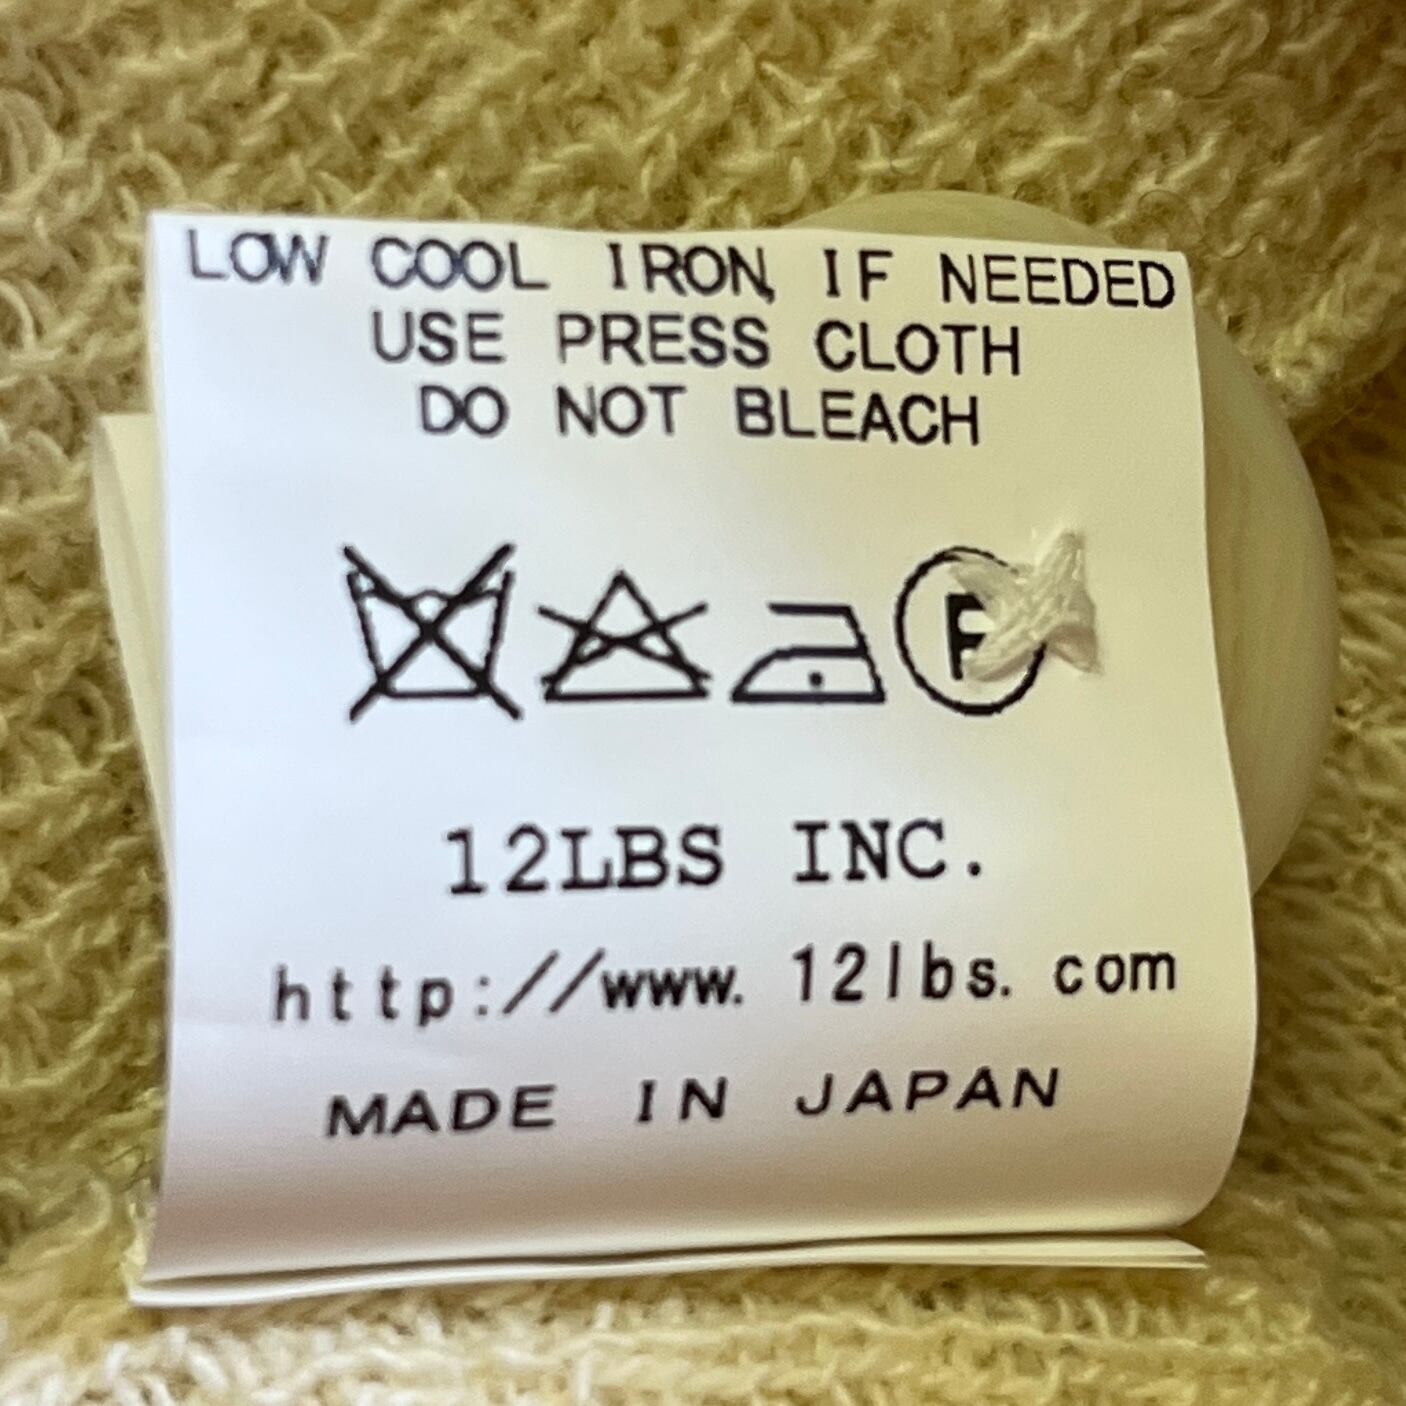 LOW COOL IRON, IF NEEDED
USE PRESS CLOTH
DO NOT BLEACH
P
12LBS INC.
http://www.12lbs.com
MADE IN JAPAN